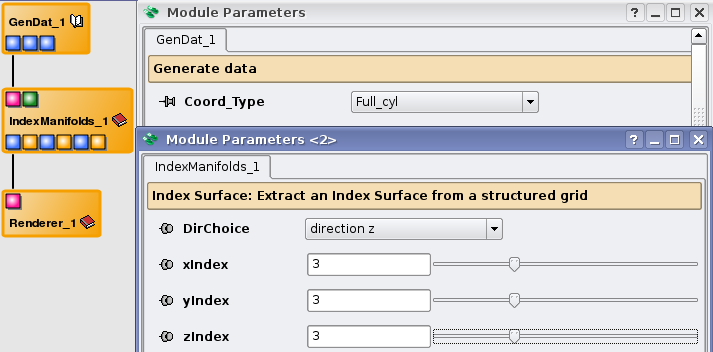 GenDat_1
IndexManifolds_1
Renderer_1
Module Parameters
GenDat_1
Generate data
Coord_Type Full_cyl
Module Parameters <2>
IndexManifolds_1
Index Surface: Extract an Index Surface from a structured grid
DirChoice direction z
xIndex 3
yIndex 3
zIndex 3